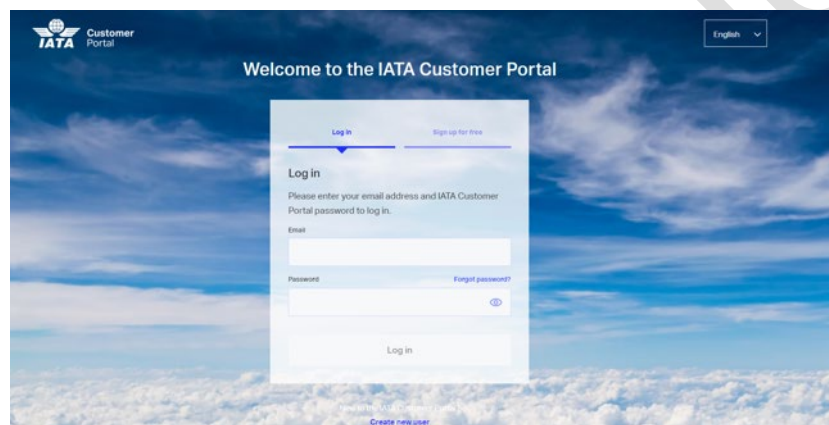 IATA
Customer
Portal
English
Welcome to the IATA Customer Portal
Log in
Sign up for free
Log in
Please enter your email address and IATA Customer
Portal password to log in.
Email
Password
Forgot password?
Log in
Create new user